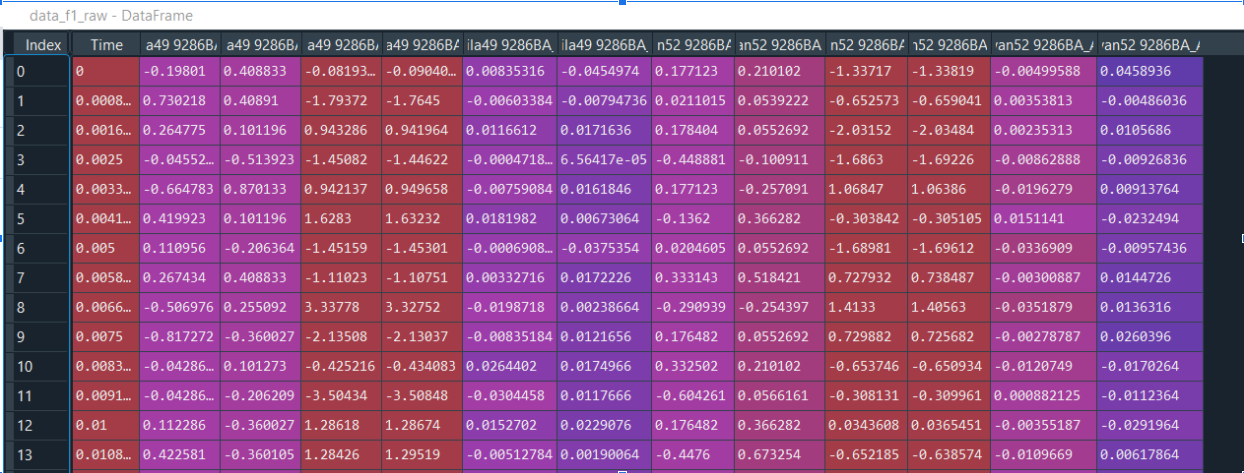 data_f1_raw - DataFrame
Index Time a49 9286BA/ a49 9286BA/ a49 9286BA/ a49 9286BA/ ila49 9286BA_ ila49 9286BA_ n52 9286BA/ an52 9286BA n52 9286BA/ n52 9286BA/ van52 9286BA_A van52 9286BA_A
0 0 -0.19801 0.408833 -0.08193… -0.09040… 0.00835316 -0.0454974 0.177123 0.210102 -1.33717 -1.33819 -0.00499588 0.0458936
1 0.0008… 0.730218 0.40891 -1.79372 -1.7645 -0.00603384 -0.00794736 0.0211015 0.0539222 -0.652573 -0.659041 0.00353813 -0.00486036
2 0.0016… 0.264775 0.101196 0.943286 0.941964 0.0116612 0.0171636 0.178404 0.0552692 -2.03152 -2.03484 0.00235313 0.0105686
3 0.0025 -0.04552… -0.513923 -1.45082 -1.44622 -0.0004718… 6.56417e-05 -0.448881 -0.100911 -1.6863 -1.69226 -0.00862888 -0.00926836
4 0.0033… -0.664783 0.870133 0.942137 0.949658 -0.00759084 0.0161846 0.177123 -0.257091 1.06847 1.06386 -0.0196279 0.00913764
5 0.0041… 0.419923 0.101196 1.6283 1.63232 0.0181982 0.00673064 -0.1362 0.366282 -0.303842 -0.305105 0.0151141 -0.0232494
6 0.005 0.110956 -0.206364 -1.45159 -1.45301 -0.0006908… -0.0375354 0.0204605 0.0552692 -1.68981 -1.69612 -0.0336909 -0.00957436
7 0.0058… 0.267434 0.408833 -1.11023 -1.10751 0.00332716 0.0172226 0.333143 0.518421 0.727932 0.738487 -0.00300887 0.0144726
8 0.0066… -0.506976 0.255092 3.33778 3.32752 -0.0198718 0.00238664 -0.290939 -0.254397 1.4133 1.40563 -0.0351879 0.0136316
9 0.0075 -0.817272 -0.360027 -2.13508 -2.13037 -0.00835184 0.0121656 0.176482 0.0552692 0.729882 0.725682 -0.00278787 0.0260396
10 0.0083… -0.04286… 0.101273 -0.425216 -0.434083 0.0264402 0.0174966 0.332502 0.210102 -0.653746 -0.650934 -0.0120749 -0.0170264
11 0.0091… -0.04286… -0.206209 -3.50434 -3.50848 -0.0304458 0.0117666 -0.604261 0.0566161 -0.308131 -0.309961 0.000882125 -0.0112364
12 0.01 0.112286 -0.360027 1.28618 1.28674 0.0152702 0.0229076 0.176482 0.366282 0.0343608 0.0365451 -0.00355187 -0.0291964
13 0.0108… 0.422581 -0.360105 1.28426 1.29519 -0.00512784 0.00190064 -0.4476 0.673254 -0.652185 -0.638574 -0.0109669 0.00617864